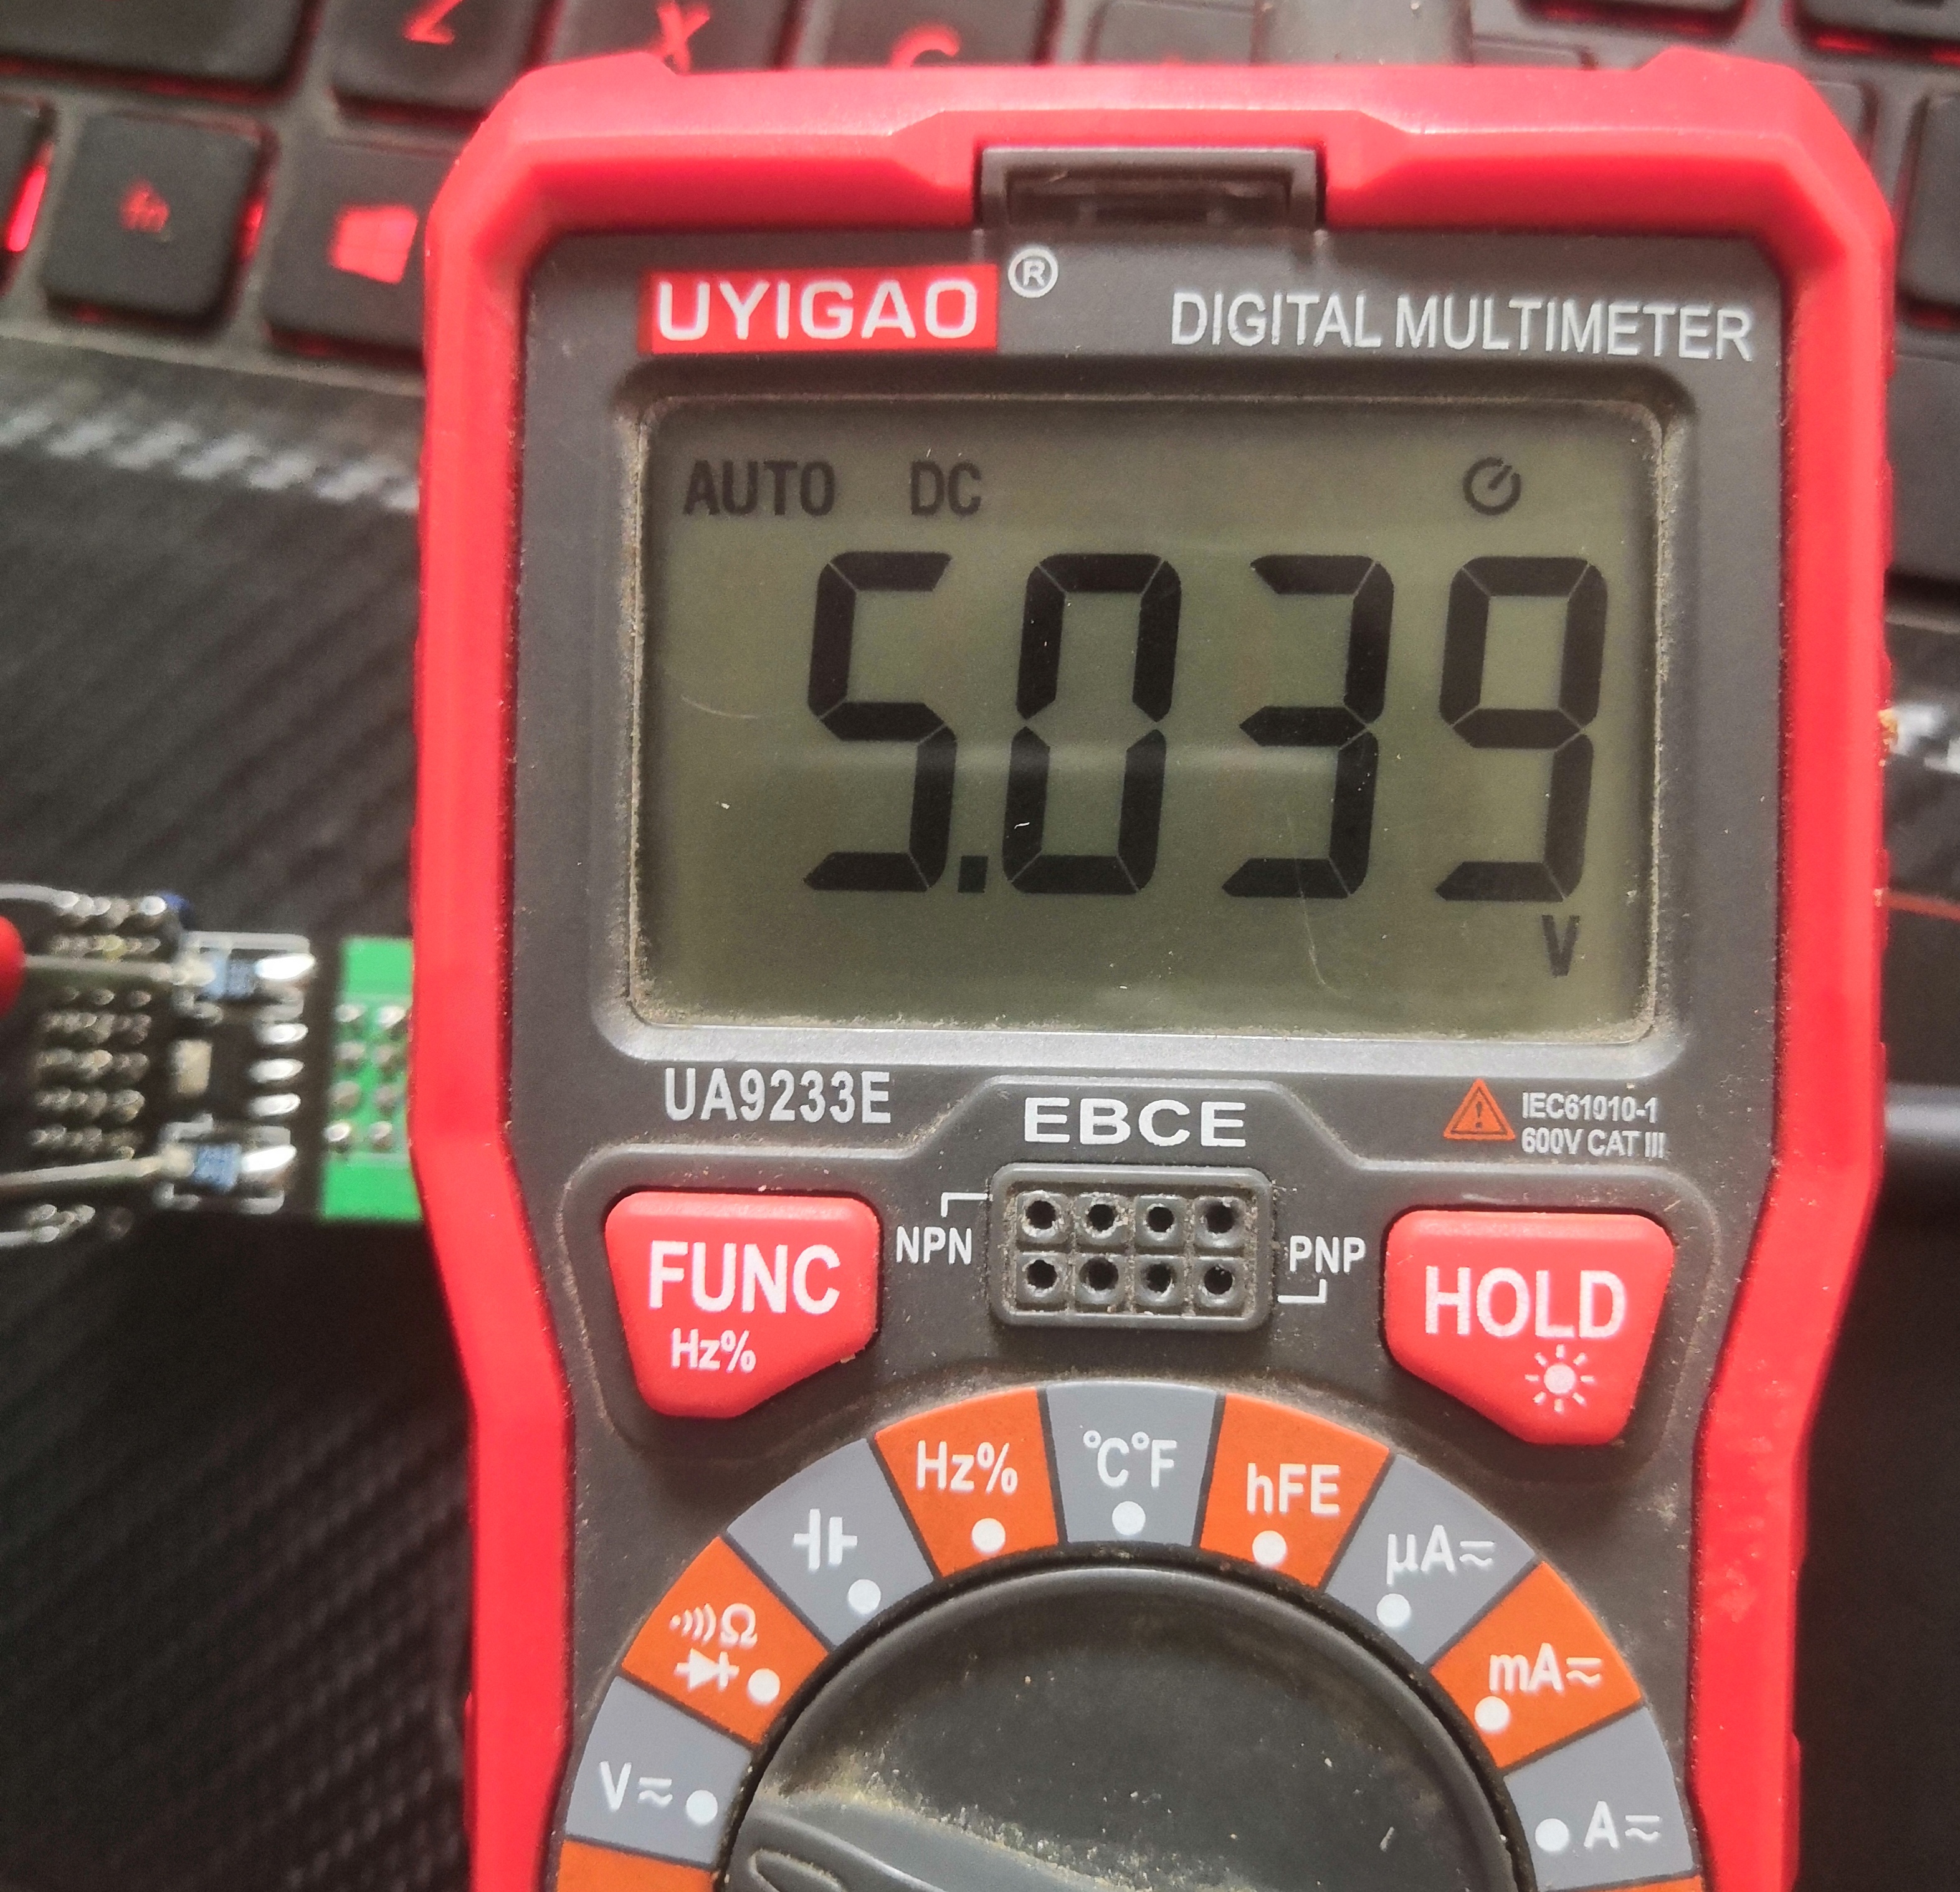 Z X C
fn
UYIGAO®
DIGITAL MULTIMETER
AUTO DC
5.039
V
UA9233E
EBCE
IEC61010-1
600V CAT III
NPN
PNP
FUNC
Hz%
HOLD
Hz%
°C°F
hFE
µA≂
Ω
mA≂
V≂
A≂